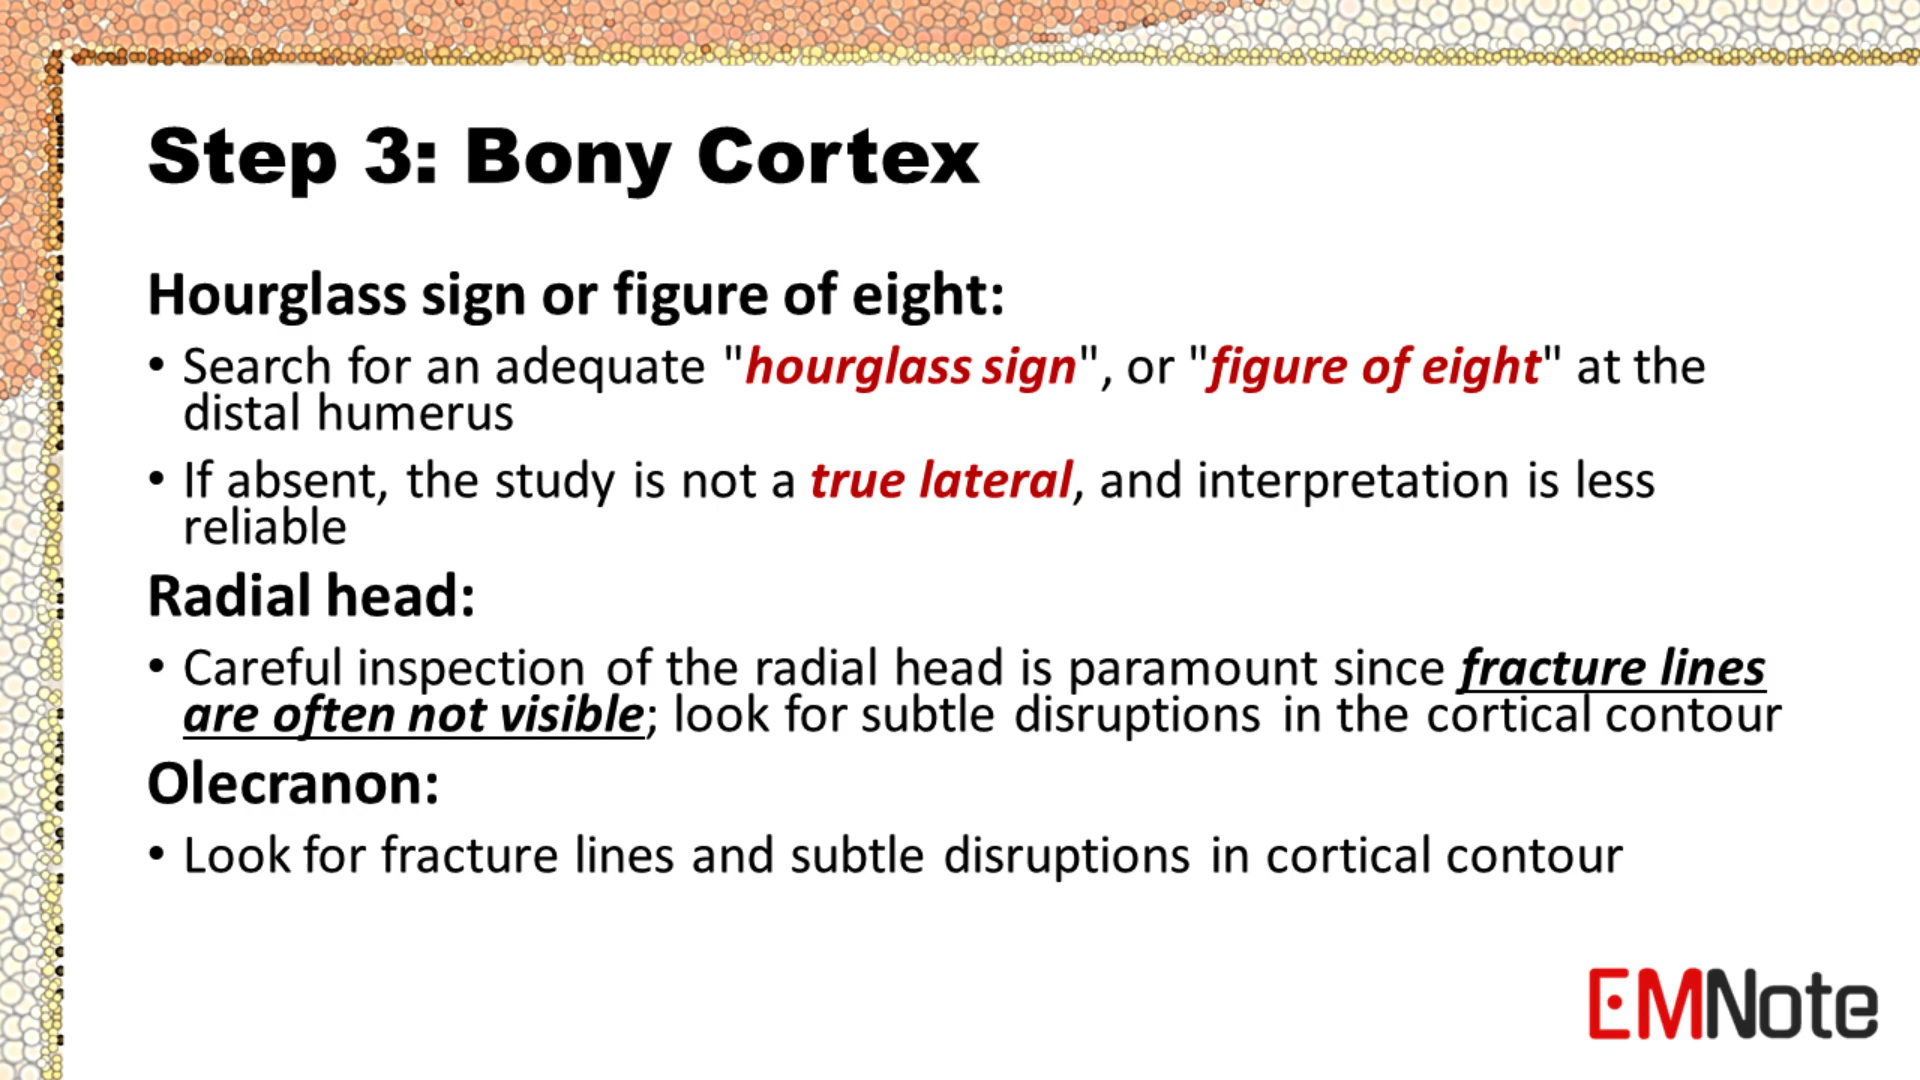 Step 3: Bony Cortex
Hourglass sign or figure of eight:
• Search for an adequate "hourglass sign", or "figure of eight" at the
distal humerus
• If absent, the study is not a true lateral, and interpretation is less
reliable
Radial head:
• Careful inspection of the radial head is paramount since fracture lines
are often not visible; look for subtle disruptions in the cortical contour
Olecranon:
• Look for fracture lines and subtle disruptions in cortical contour
EMNote